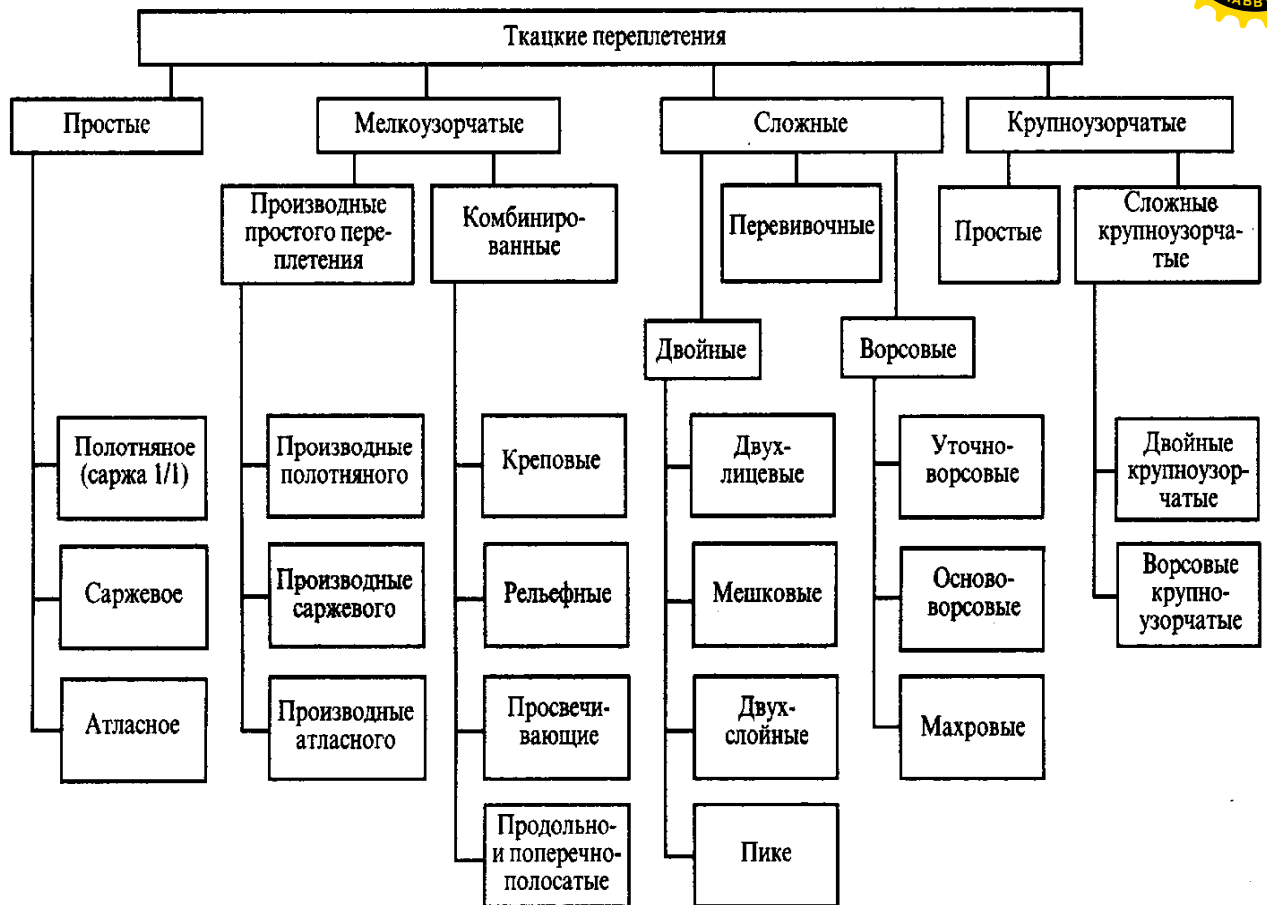 ABB
Ткацкие переплетения
Простые
Мелкоузорчатые
Сложные
Крупноузорчатые
Производные
простого пере-
плетения
Комбиниро-
ванные
Перевивочные
Простые
Сложные
крупноузорча-
тые
Двойные
Ворсовые
Полотняное
(саржа 1/1)
Производные
полотняного
Креповые
Двух-
лицевые
Уточно-
ворсовые
Двойные
крупноузор-
чатые
Саржевое
Производные
саржевого
Рельефные
Мешковые
Осново-
ворсовые
Ворсовые
крупно-
узорчатые
Атласное
Производные
атласного
Просвечи-
вающие
Двух-
слойные
Махровые
Продольно-
и поперечно-
полосатые
Пике